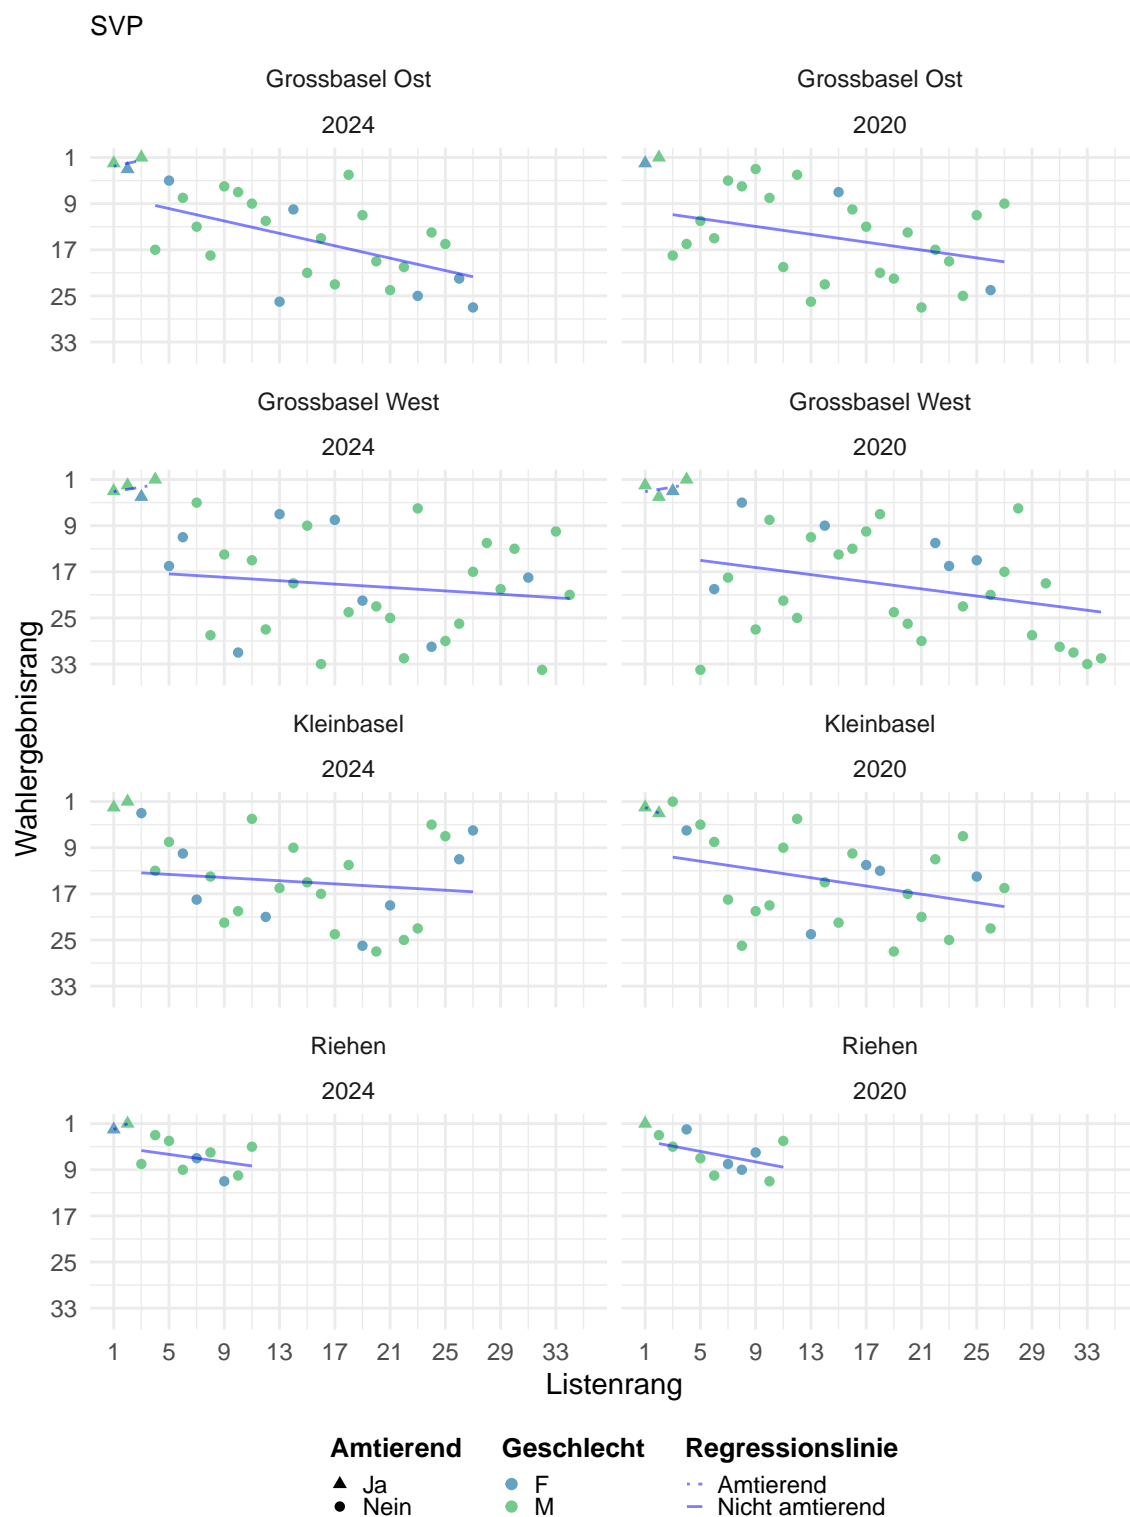 SVP
Grossbasel Ost Grossbasel Ost
2024 2020
1
9
17
25
33
Grossbasel West Grossbasel West
2024 2020
1
9
17
25
33
Wahlergebnisrang
Kleinbasel Kleinbasel
2024 2020
1
9
17
25
33
Riehen Riehen
2024 2020
1
9
17
25
33
1 5 9 13 17 21 25 29 33 1 5 9 13 17 21 25 29 33
Listenrang
Amtierend Geschlecht Regressionslinie
Ja F Amtierend
Nein M Nicht amtierend